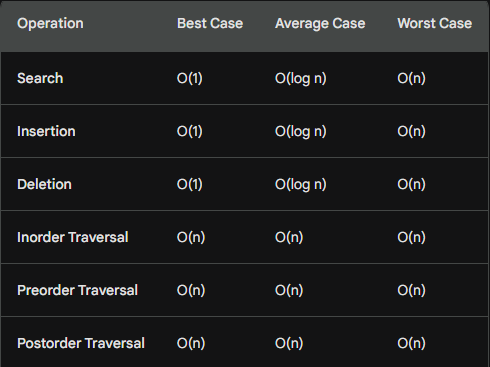 Operation Best Case Average Case Worst Case
Search O(1) O(log n) O(n)
Insertion O(1) O(log n) O(n)
Deletion O(1) O(log n) O(n)
Inorder Traversal O(n) O(n) O(n)
Preorder Traversal O(n) O(n) O(n)
Postorder Traversal O(n) O(n) O(n)